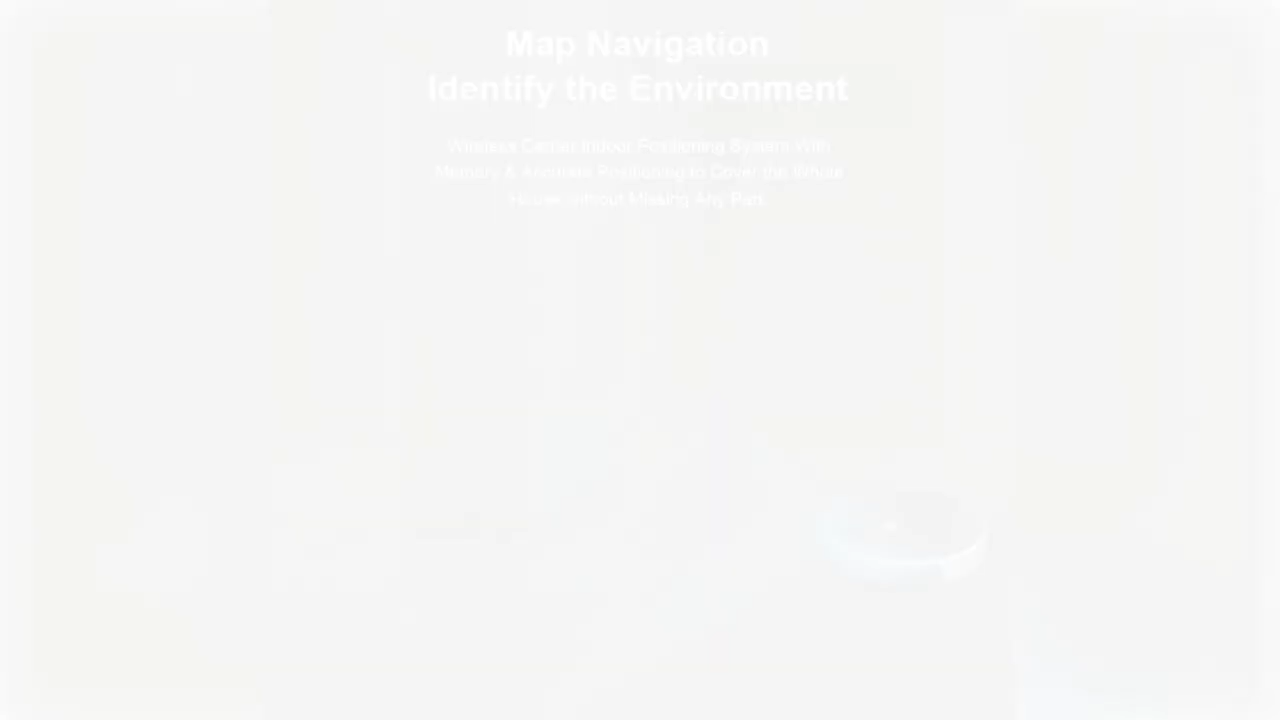 Map Navigation
Identify the Environment
Wireless Carrier Indoor Positioning System With
Memory & Accurate Positioning to Cover the Whole
House without Missing Any Part